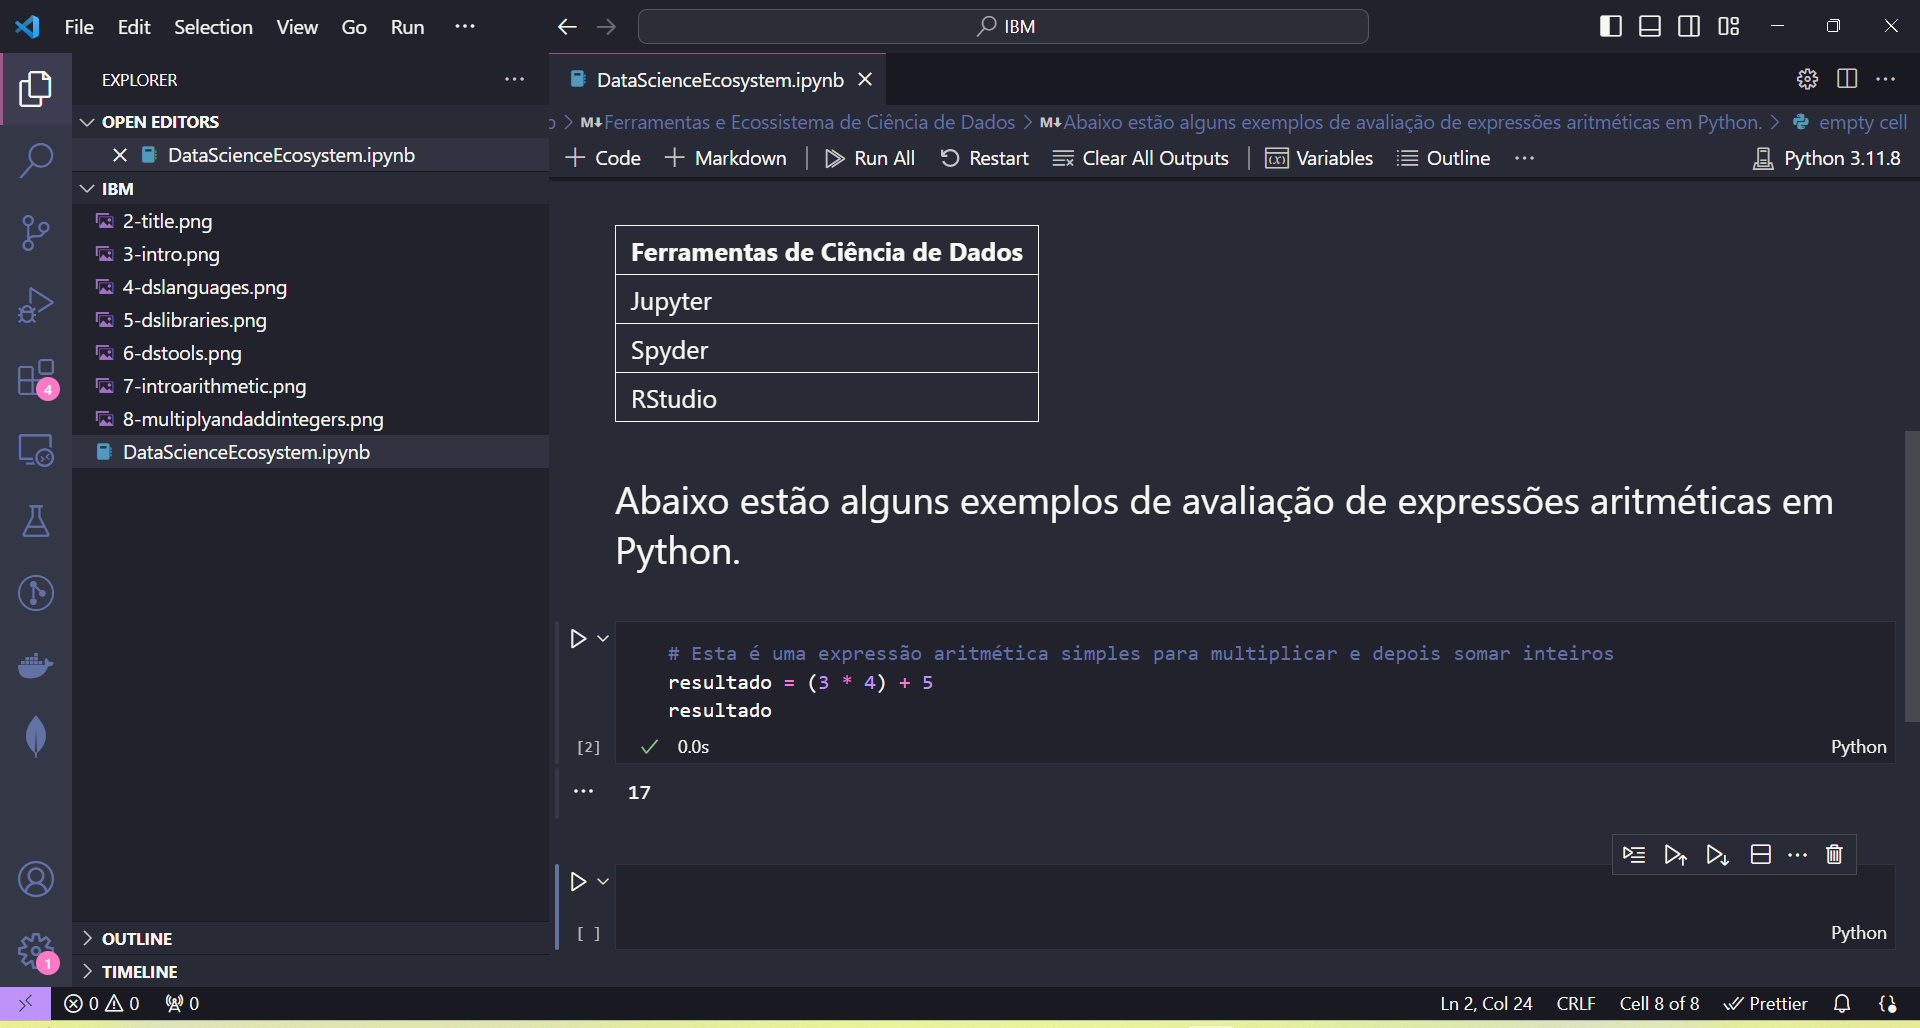 File Edit Selection View Go Run ···
IBM
EXPLORER ···
DataScienceEcosystem.ipynb
OPEN EDITORS
DataScienceEcosystem.ipynb
IBM
2-title.png
3-intro.png
4-dslanguages.png
5-dslibraries.png
6-dstools.png
7-introarithmetic.png
8-multiplyandaddintegers.png
DataScienceEcosystem.ipynb
OUTLINE
TIMELINE
4
1
> M↓Ferramentas e Ecossistema de Ciência de Dados > M↓Abaixo estão alguns exemplos de avaliação de expressões aritméticas em Python. > empty cell
+ Code + Markdown Run All Restart Clear All Outputs Variables Outline ··· Python 3.11.8
Ferramentas de Ciência de Dados
Jupyter
Spyder
RStudio
Abaixo estão alguns exemplos de avaliação de expressões aritméticas em
Python.
# Esta é uma expressão aritmética simples para multiplicar e depois somar inteiros
resultado = (3 * 4) + 5
resultado
[2] ✓ 0.0s Python
··· 17
[ ] Python
0 0 0 Ln 2, Col 24 CRLF Cell 8 of 8 Prettier